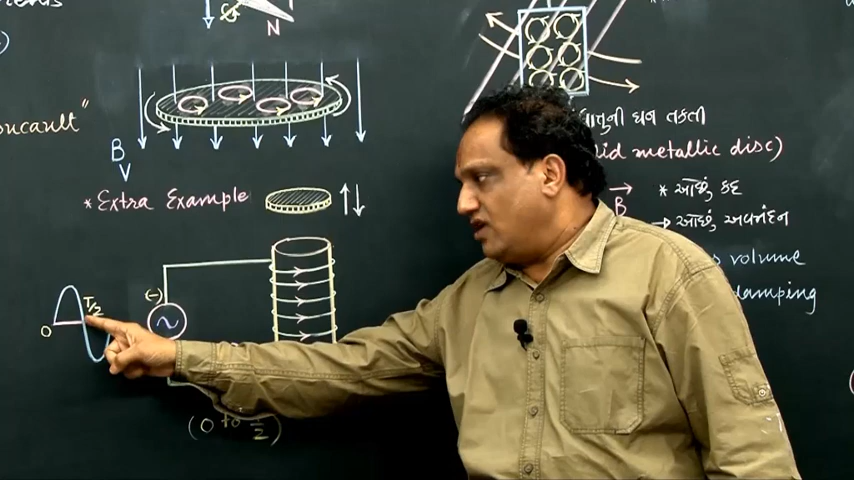 N
oucault"
B
* Extra Example
ધાતુની ઘન તકતી
metallic disc)
B
* ઓછું કદ
→ ઓછું અવમંદન
volume
damping)
0
T/2
(-)
~
(0 to T/2)